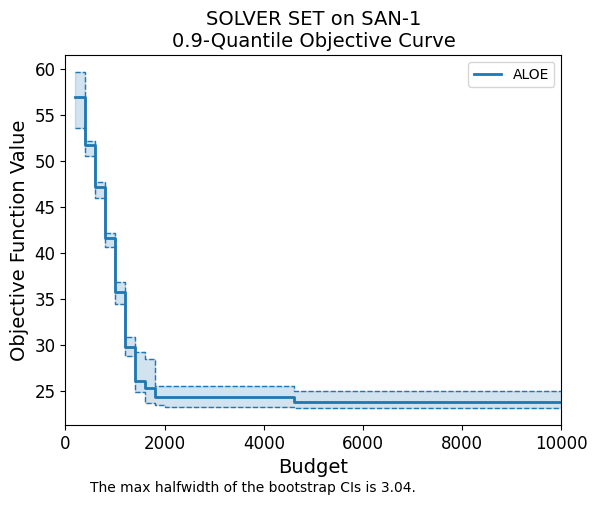 SOLVER SET on SAN-1
0.9-Quantile Objective Curve
ALOE
Objective Function Value
60
55
50
45
40
35
30
25
0 2000 4000 6000 8000 10000
Budget
The max halfwidth of the bootstrap CIs is 3.04.